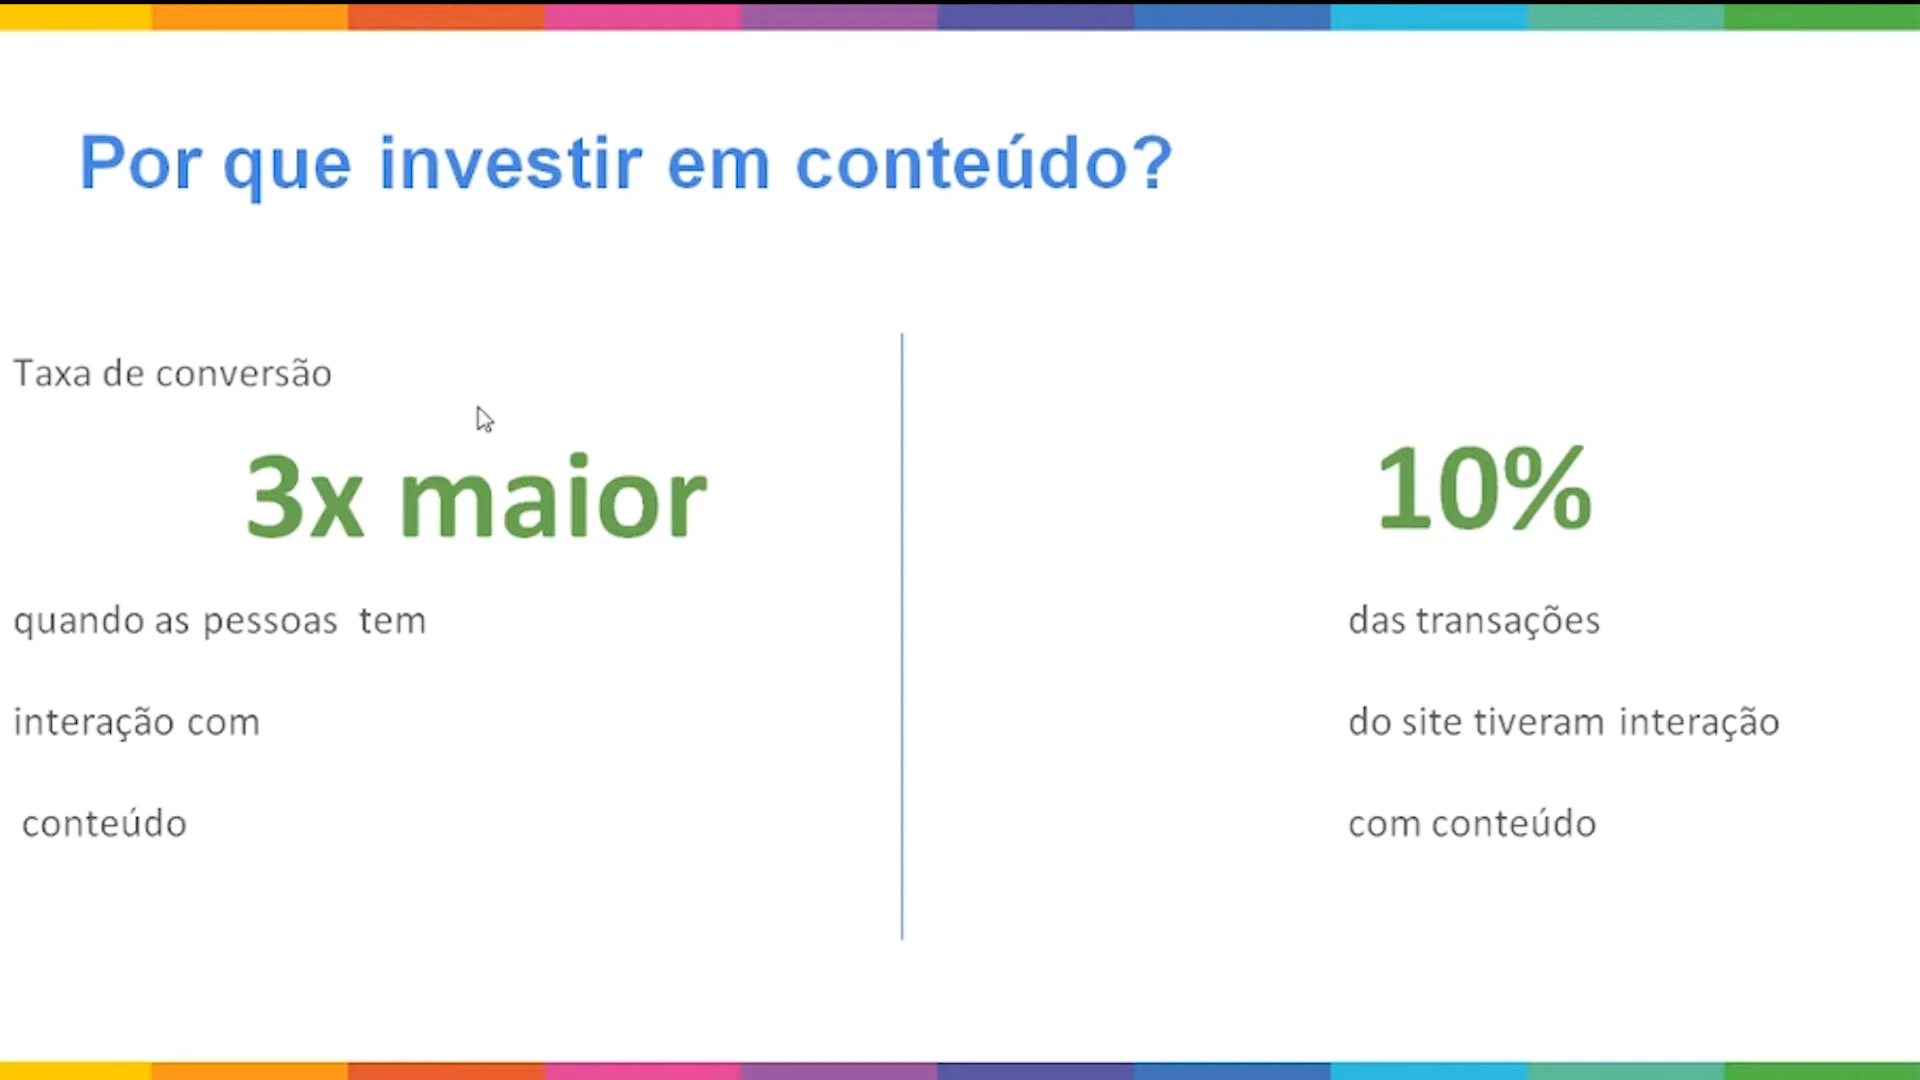 Por que investir em conteúdo?
Taxa de conversão
3x maior
quando as pessoas tem
interação com
conteúdo
10%
das transações
do site tiveram interação
com conteúdo